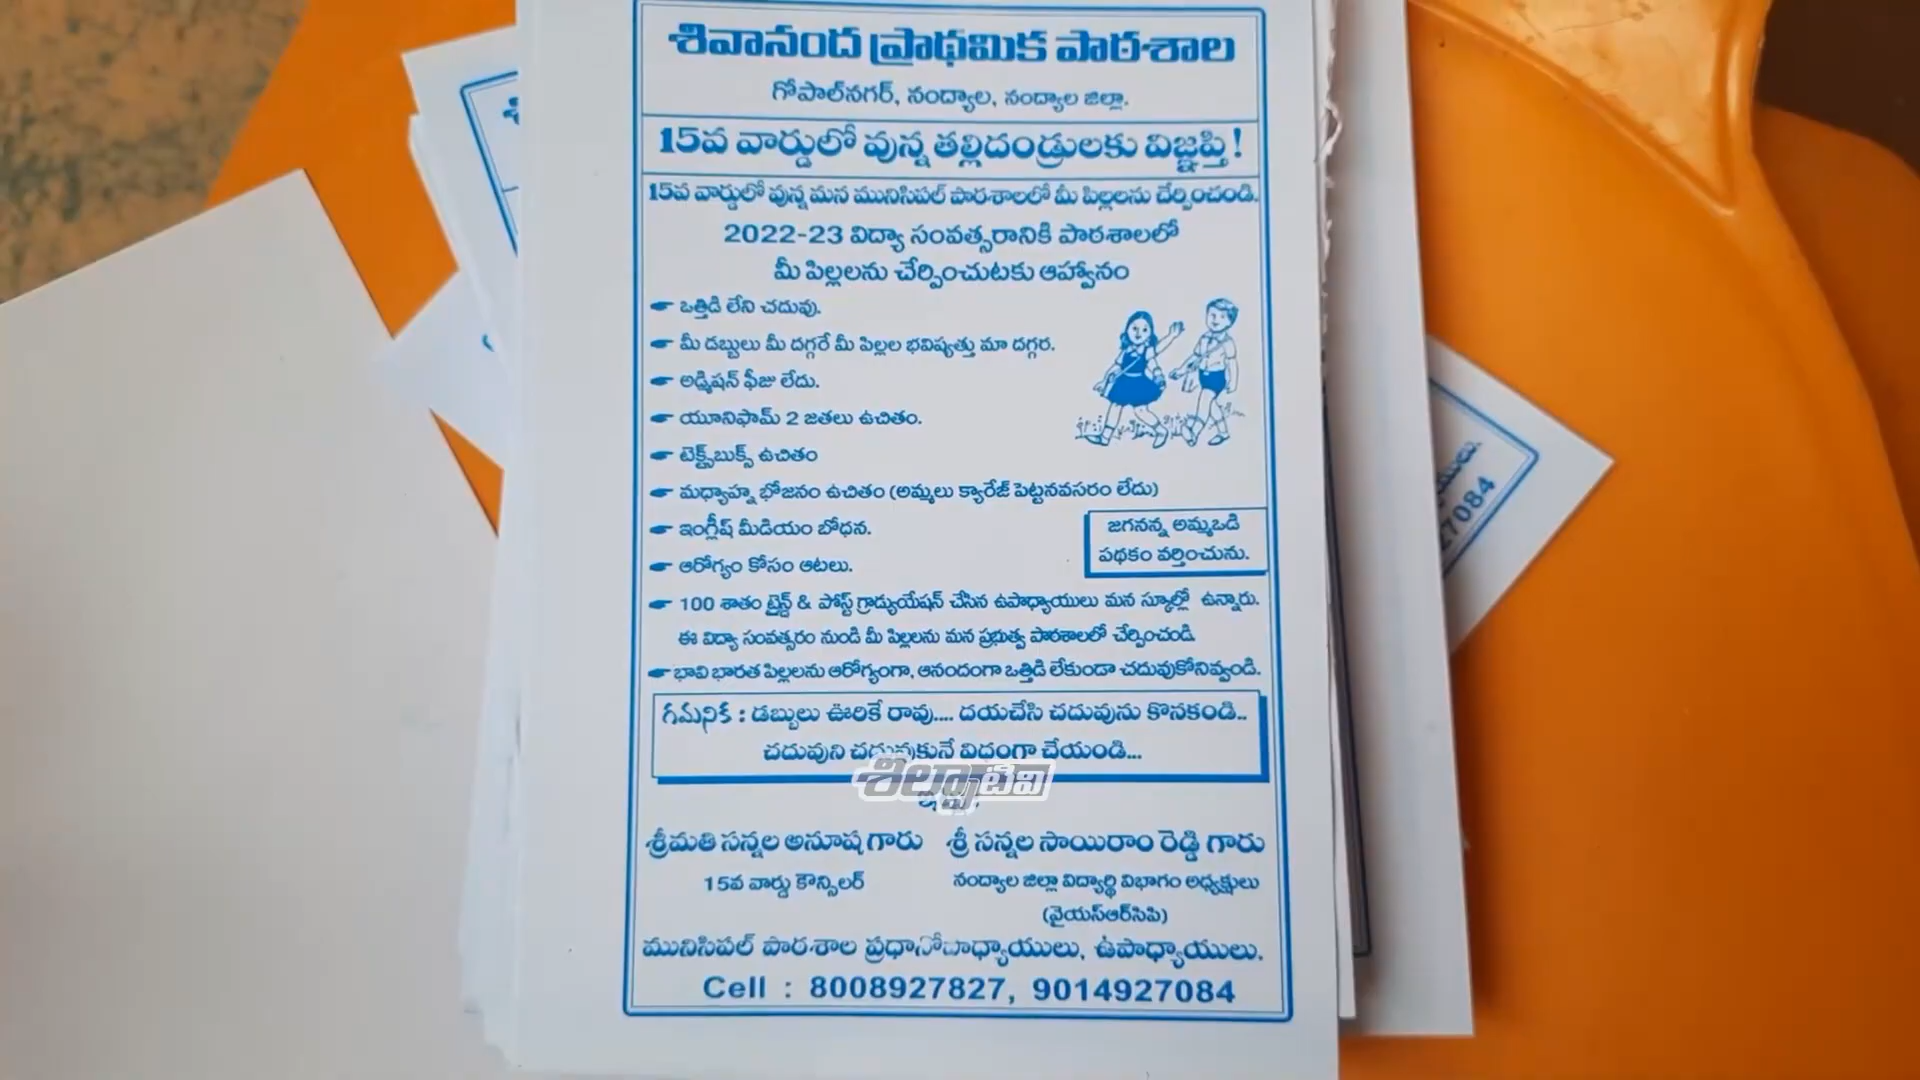 శివానంద ప్రాథమిక పాఠశాల
గోపాల్‌నగర్, నంద్యాల, నంద్యాల జిల్లా.
15వ వార్డులో వున్న తల్లిదండ్రులకు విజ్ఞప్తి !
15వ వార్డులో వున్న మన మునిసిపల్ పాఠశాలలో మీ పిల్లలను చేర్పించండి.
2022-23 విద్యా సంవత్సరానికి పాఠశాలలో
మీ పిల్లలను చేర్పించుటకు ఆహ్వానం
ఒత్తిడి లేని చదువు.
మీ డబ్బులు మీ దగ్గరే మీ పిల్లల భవిష్యత్తు మా దగ్గర.
అడ్మిషన్ ఫీజు లేదు.
యూనిఫామ్ 2 జతలు ఉచితం.
టెక్స్ట్‌బుక్స్ ఉచితం
మధ్యాహ్న భోజనం ఉచితం (అమ్మలు క్యారేజ్ పెట్టనవసరం లేదు)
ఇంగ్లీష్ మీడియం బోధన.
జగనన్న అమ్మఒడి
పథకం వర్తించును.
ఆరోగ్యం కోసం ఆటలు.
100 శాతం ట్రైన్డ్ & పోస్ట్ గ్రాడ్యుయేషన్ చేసిన ఉపాధ్యాయులు మన స్కూల్లో ఉన్నారు.
ఈ విద్యా సంవత్సరం నుండి మీ పిల్లలను మన ప్రభుత్వ పాఠశాలలో చేర్పించండి.
భావి భారత పిల్లలను ఆరోగ్యంగా, ఆనందంగా ఒత్తిడి లేకుండా చదువుకోనివ్వండి.
గమనిక : డబ్బులు ఊరికే రావు.... దయచేసి చదువును కొనకండి..
చదువుని చదువుకునే విధంగా చేయండి...
ఇట్లు :
శ్రీమతి సన్నల అనూష గారు శ్రీ సన్నల సాయిరాం రెడ్డి గారు
15వ వార్డు కౌన్సిలర్ నంద్యాల జిల్లా విద్యార్థి విభాగం అధ్యక్షులు
(వైయస్ఆర్‌సిపి)
మునిసిపల్ పాఠశాల ప్రధానోపాధ్యాయులు, ఉపాధ్యాయులు.
Cell : 8008927827, 9014927084